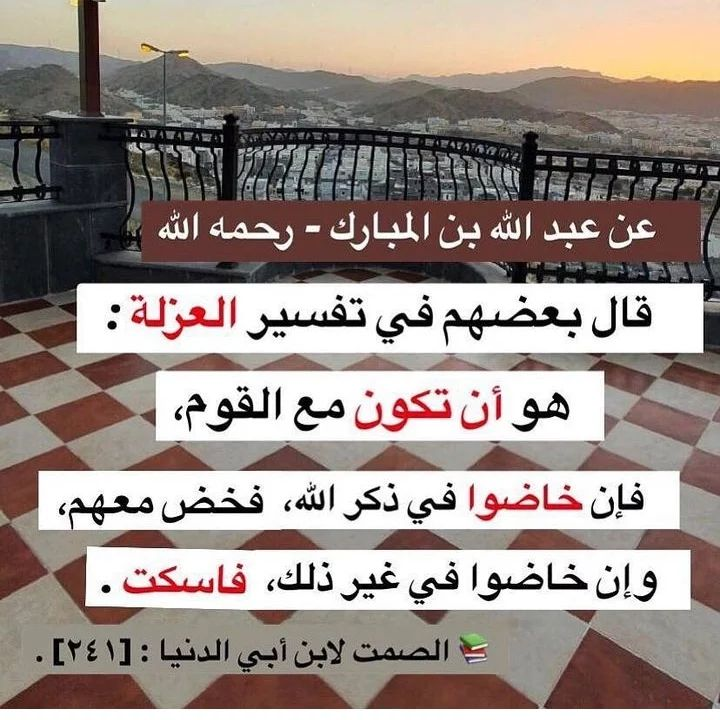 عن عبد الله بن المبارك - رحمه الله
قال بعضهم في تفسير العزلة :
هو أن تكون مع القوم،
فإن خاضوا في ذكر الله، فخض معهم،
وإن خاضوا في غير ذلك، فاسكت .
الصمت لابن أبي الدنيا : [٢٤١] .